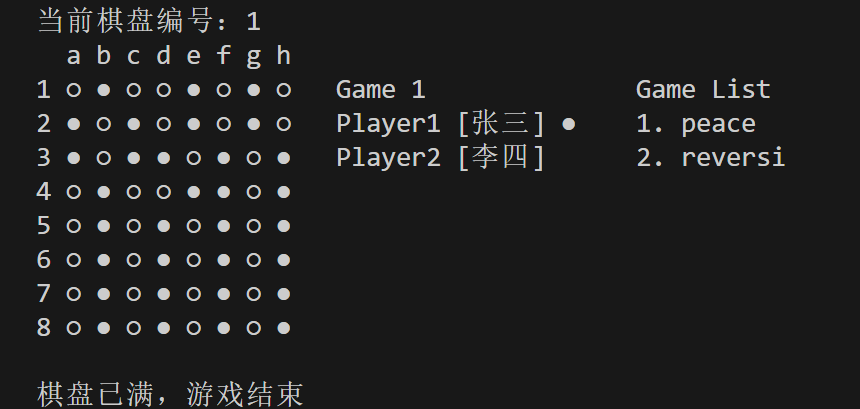 当前棋盘编号: 1
a b c d e f g h
1 ○ ● ○ ○ ● ○ ● ○ Game 1 Game List
2 ● ○ ● ○ ● ○ ● ○ Player1 [张三] ● 1. peace
3 ● ○ ● ● ○ ● ○ ● Player2 [李四] 2. reversi
4 ○ ● ○ ○ ● ● ○ ●
5 ○ ● ○ ● ○ ● ○ ●
6 ○ ● ○ ● ○ ● ○ ●
7 ○ ● ○ ● ○ ● ○ ●
8 ○ ● ○ ● ○ ● ○ ●
棋盘已满，游戏结束